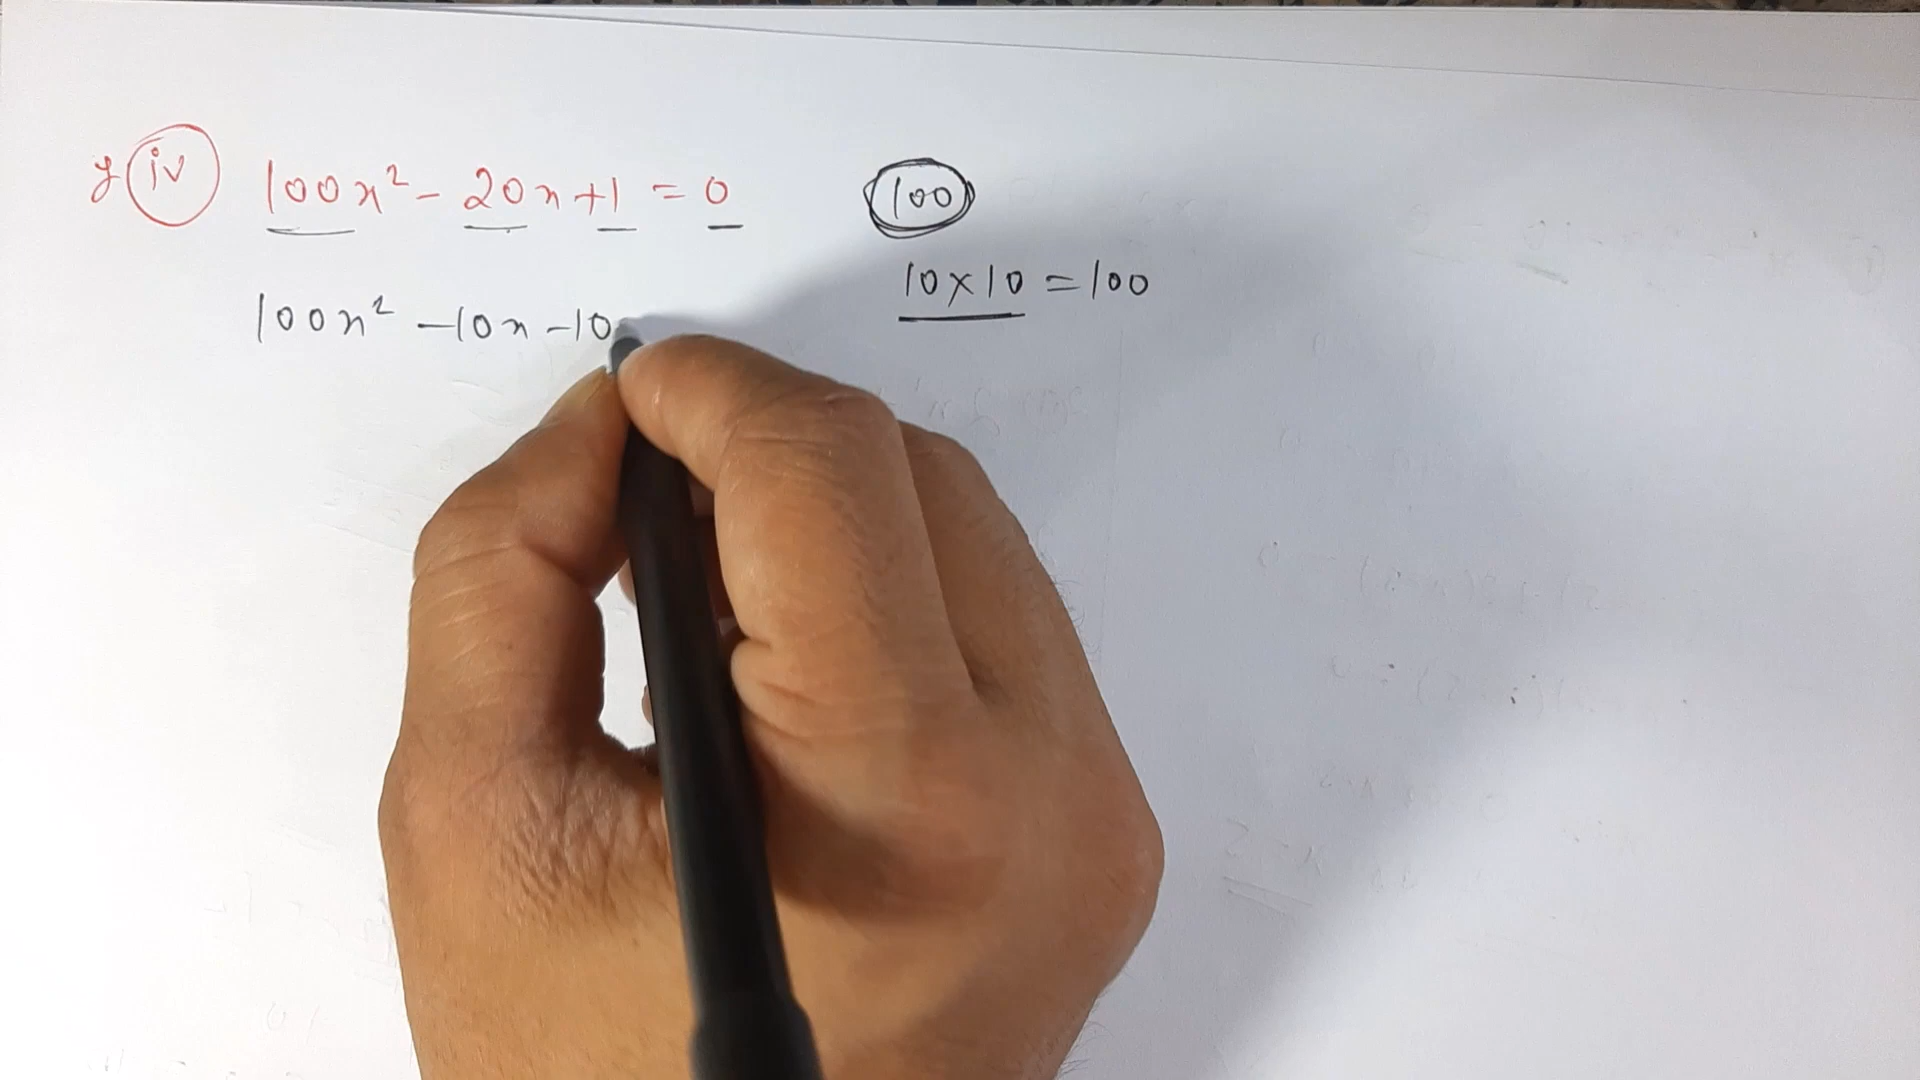 iv 100x² - 20x + 1 = 0
100
10 × 10 = 100
100x² - 10x - 10